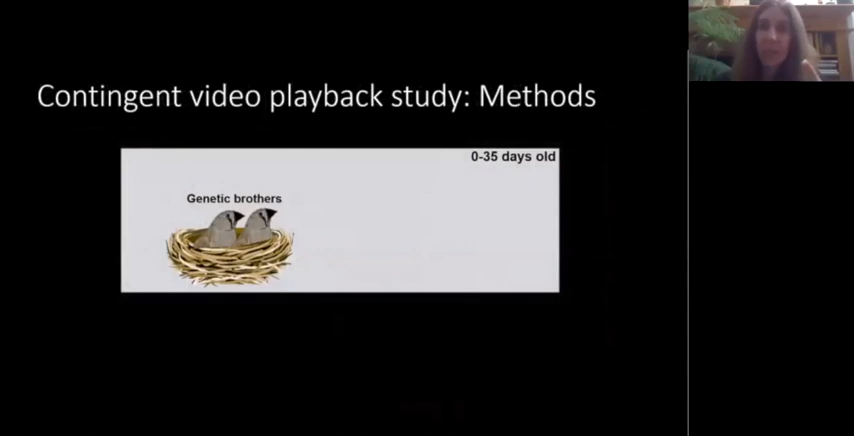 Contingent video playback study: Methods
0-35 days old
Genetic brothers